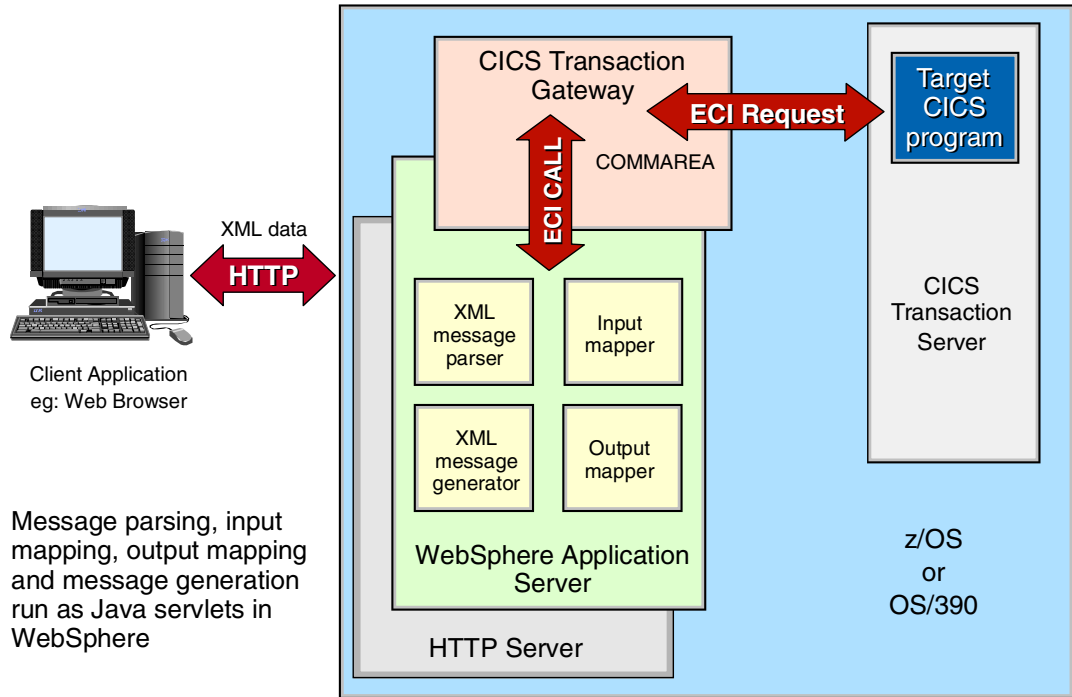 CICS Transaction
Gateway
ECI Request
Target
CICS
program
COMMAREA
ECI CALL
XML data
HTTP
XML
message
parser
Input
mapper
CICS
Transaction
Server
Client Application
eg: Web Browser
XML
message
generator
Output
mapper
Message parsing, input
mapping, output mapping
and message generation
run as Java servlets in
WebSphere
WebSphere Application
Server
z/OS
or
OS/390
HTTP Server